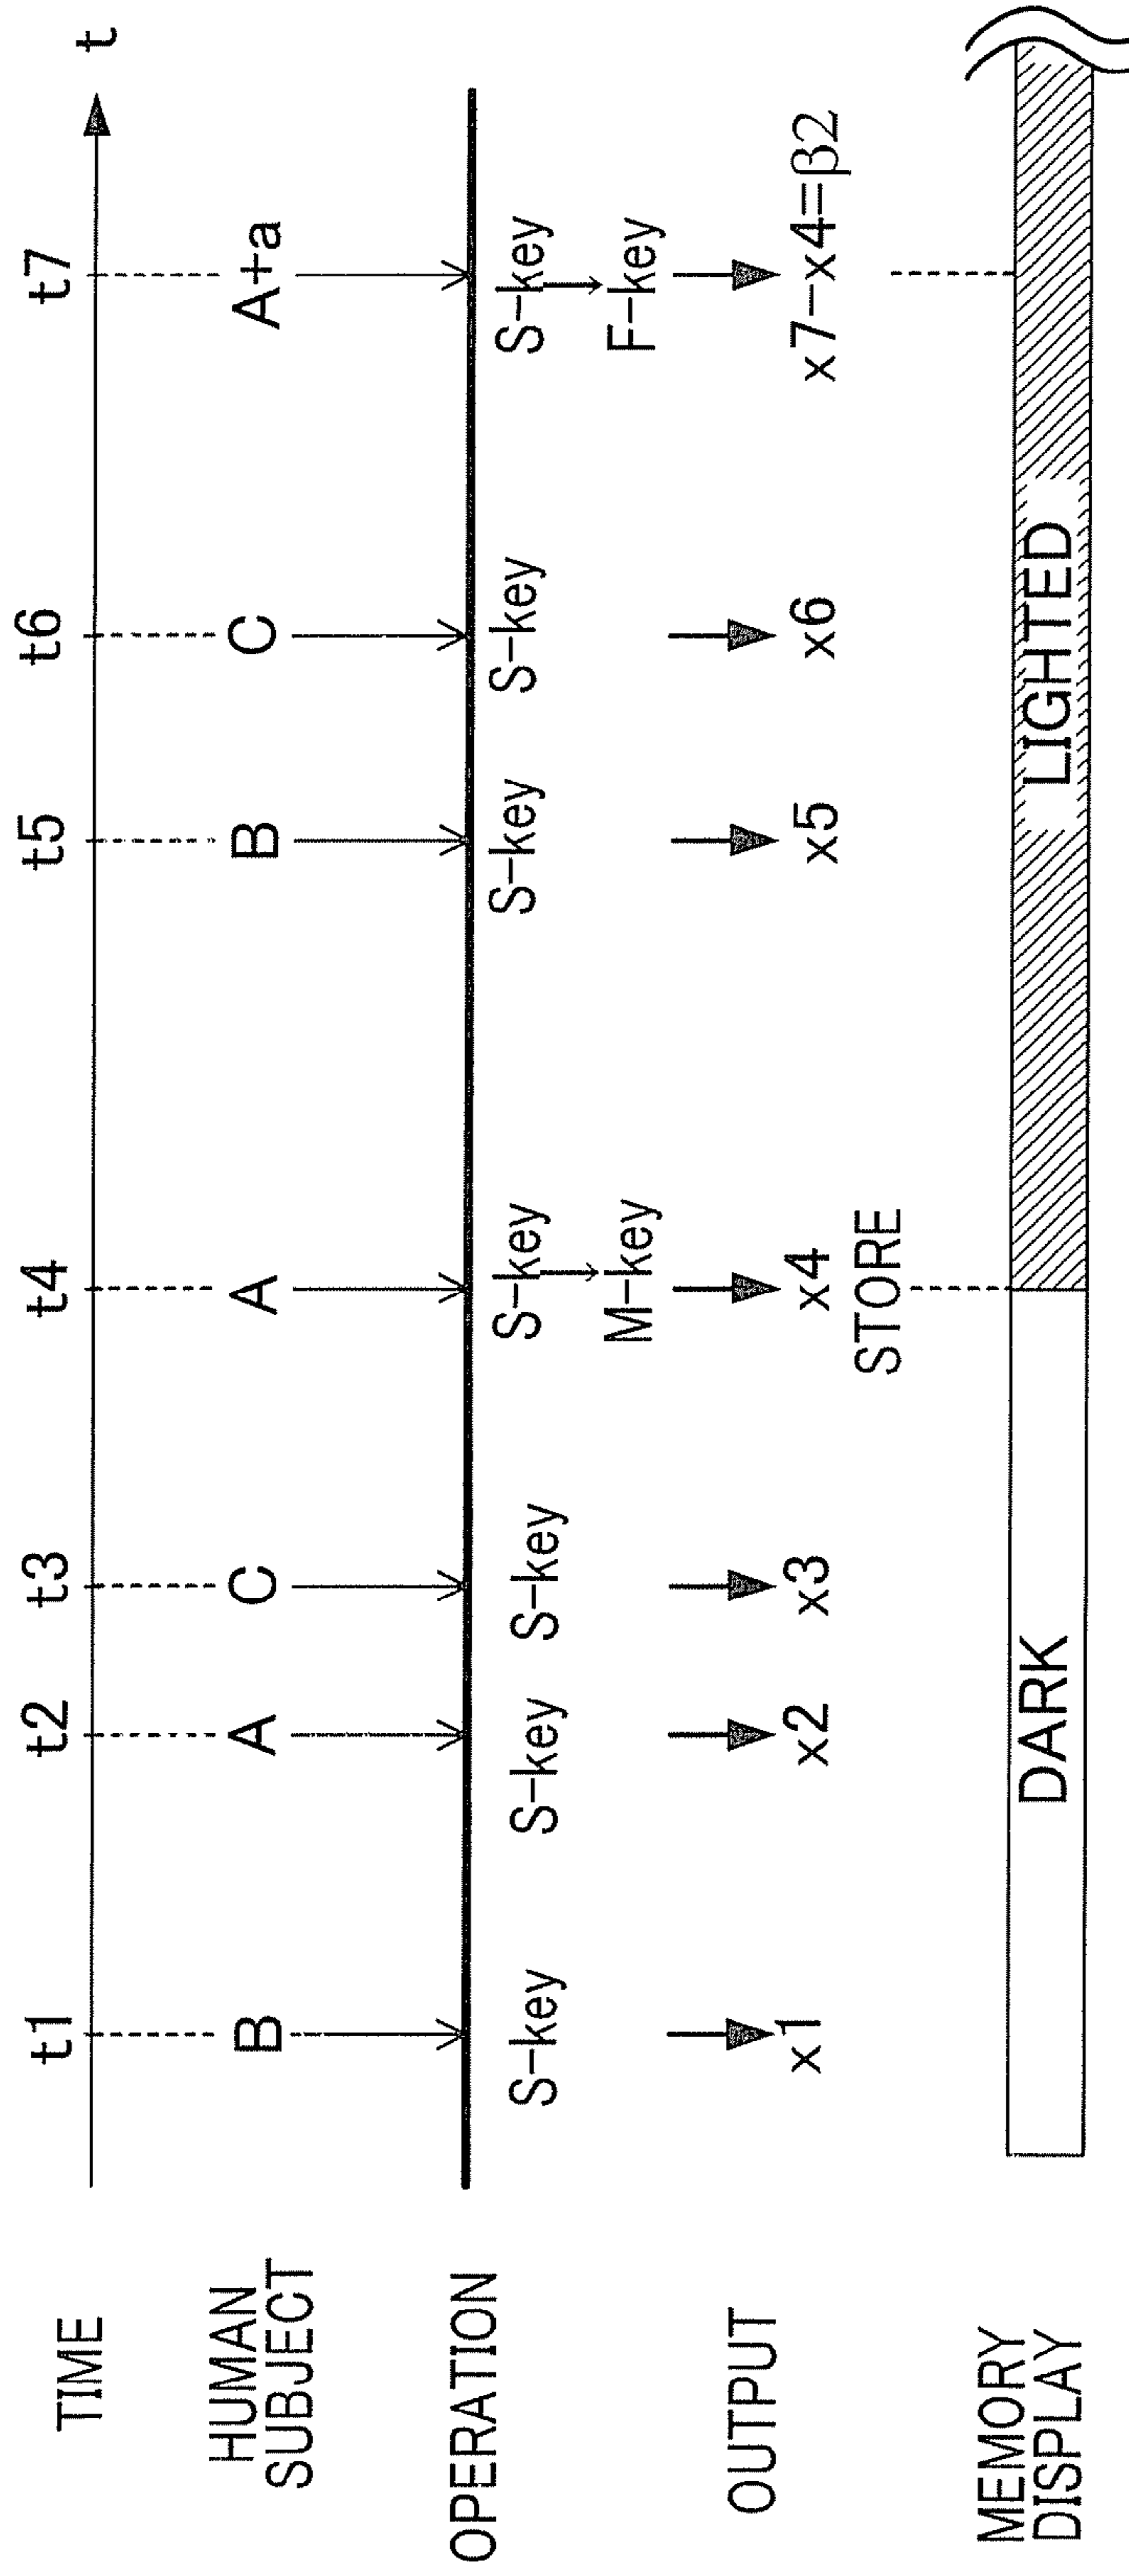 TIME
t1
t2
t3
t4
t5
t6
t7
t
HUMAN
SUBJECT
B
A
C
A
B
C
A+a
OPERATION
S-key
S-key
S-key
S-key
M-key
S-key
S-key
S-key
F-key
OUTPUT
x1
x2
x3
x4
STORE
x5
x6
x7-x4=β2
MEMORY
DISPLAY
DARK
LIGHTED